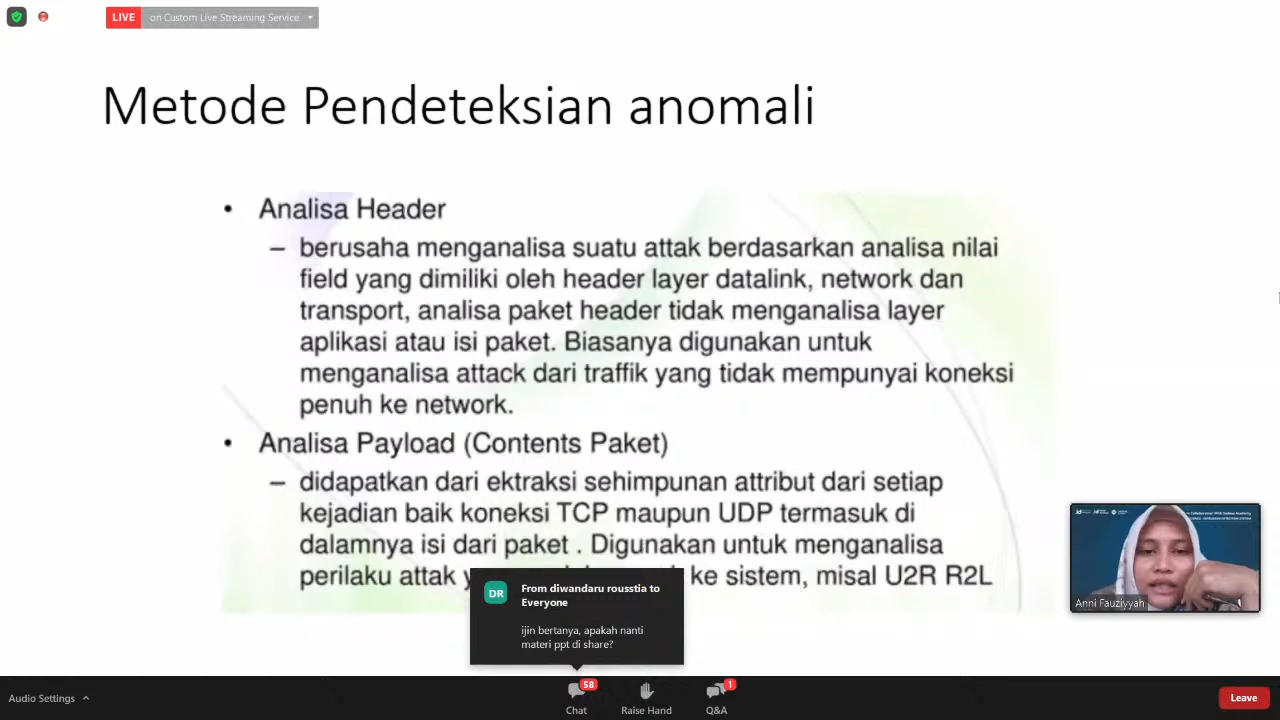 LIVE on Custom Live Streaming Service
Metode Pendeteksian anomali
• Analisa Header
– berusaha menganalisa suatu attak berdasarkan analisa nilai
field yang dimiliki oleh header layer datalink, network dan
transport, analisa paket header tidak menganalisa layer
aplikasi atau isi paket. Biasanya digunakan untuk
menganalisa attack dari traffik yang tidak mempunyai koneksi
penuh ke network.
• Analisa Payload (Contents Paket)
– didapatkan dari ektraksi sehimpunan attribut dari setiap
kejadian baik koneksi TCP maupun UDP termasuk di
dalamnya isi dari paket . Digunakan untuk menganalisa
perilaku attak ke sistem, misal U2R R2L
DR
From diwandaru rousstia to
Everyone
ijin bertanya, apakah nanti
materi ppt di share?
Anni Fauziyyah
Audio Settings
58
Chat
Raise Hand
1
Q&A
Leave